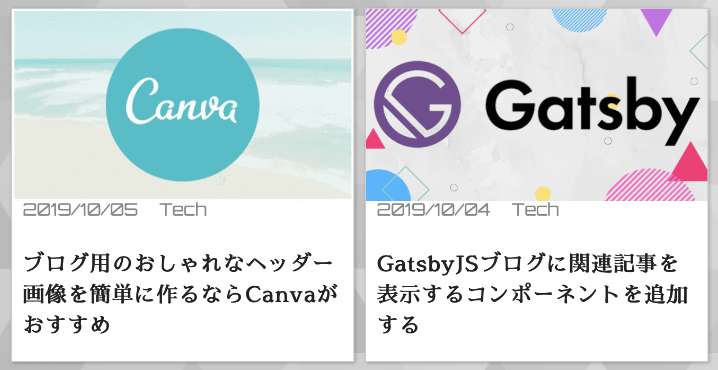 Canva
2019/10/05 Tech
ブログ用のおしゃれなヘッダー
画像を簡単に作るならCanvaが
おすすめ
Gatsby
2019/10/04 Tech
GatsbyJSブログに関連記事を
表示するコンポーネントを追加
する